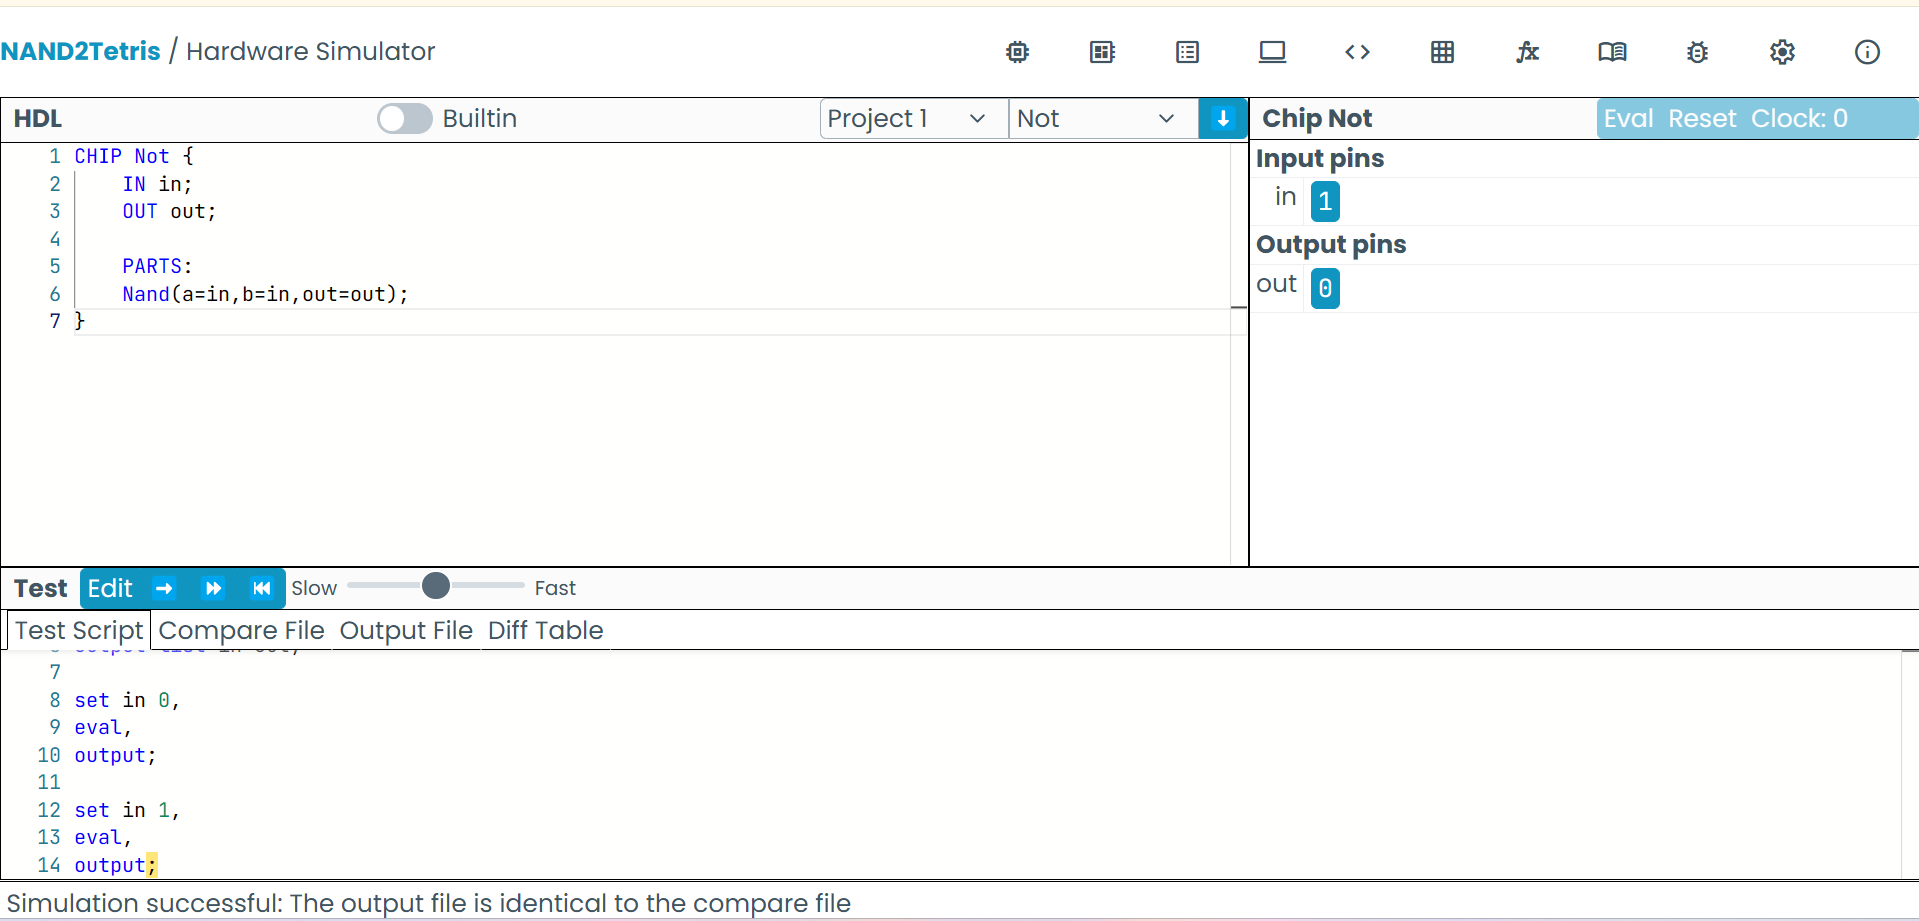 NAND2Tetris / Hardware Simulator
HDL Builtin Project 1 Not
1 CHIP Not {
2 IN in;
3 OUT out;
4
5 PARTS:
6 Nand(a=in,b=in,out=out);
7 }
Chip Not Eval Reset Clock: 0
Input pins
in 1
Output pins
out 0
Test Edit Slow Fast
Test Script Compare File Output File Diff Table
7
8 set in 0,
9 eval,
10 output;
11
12 set in 1,
13 eval,
14 output;
Simulation successful: The output file is identical to the compare file